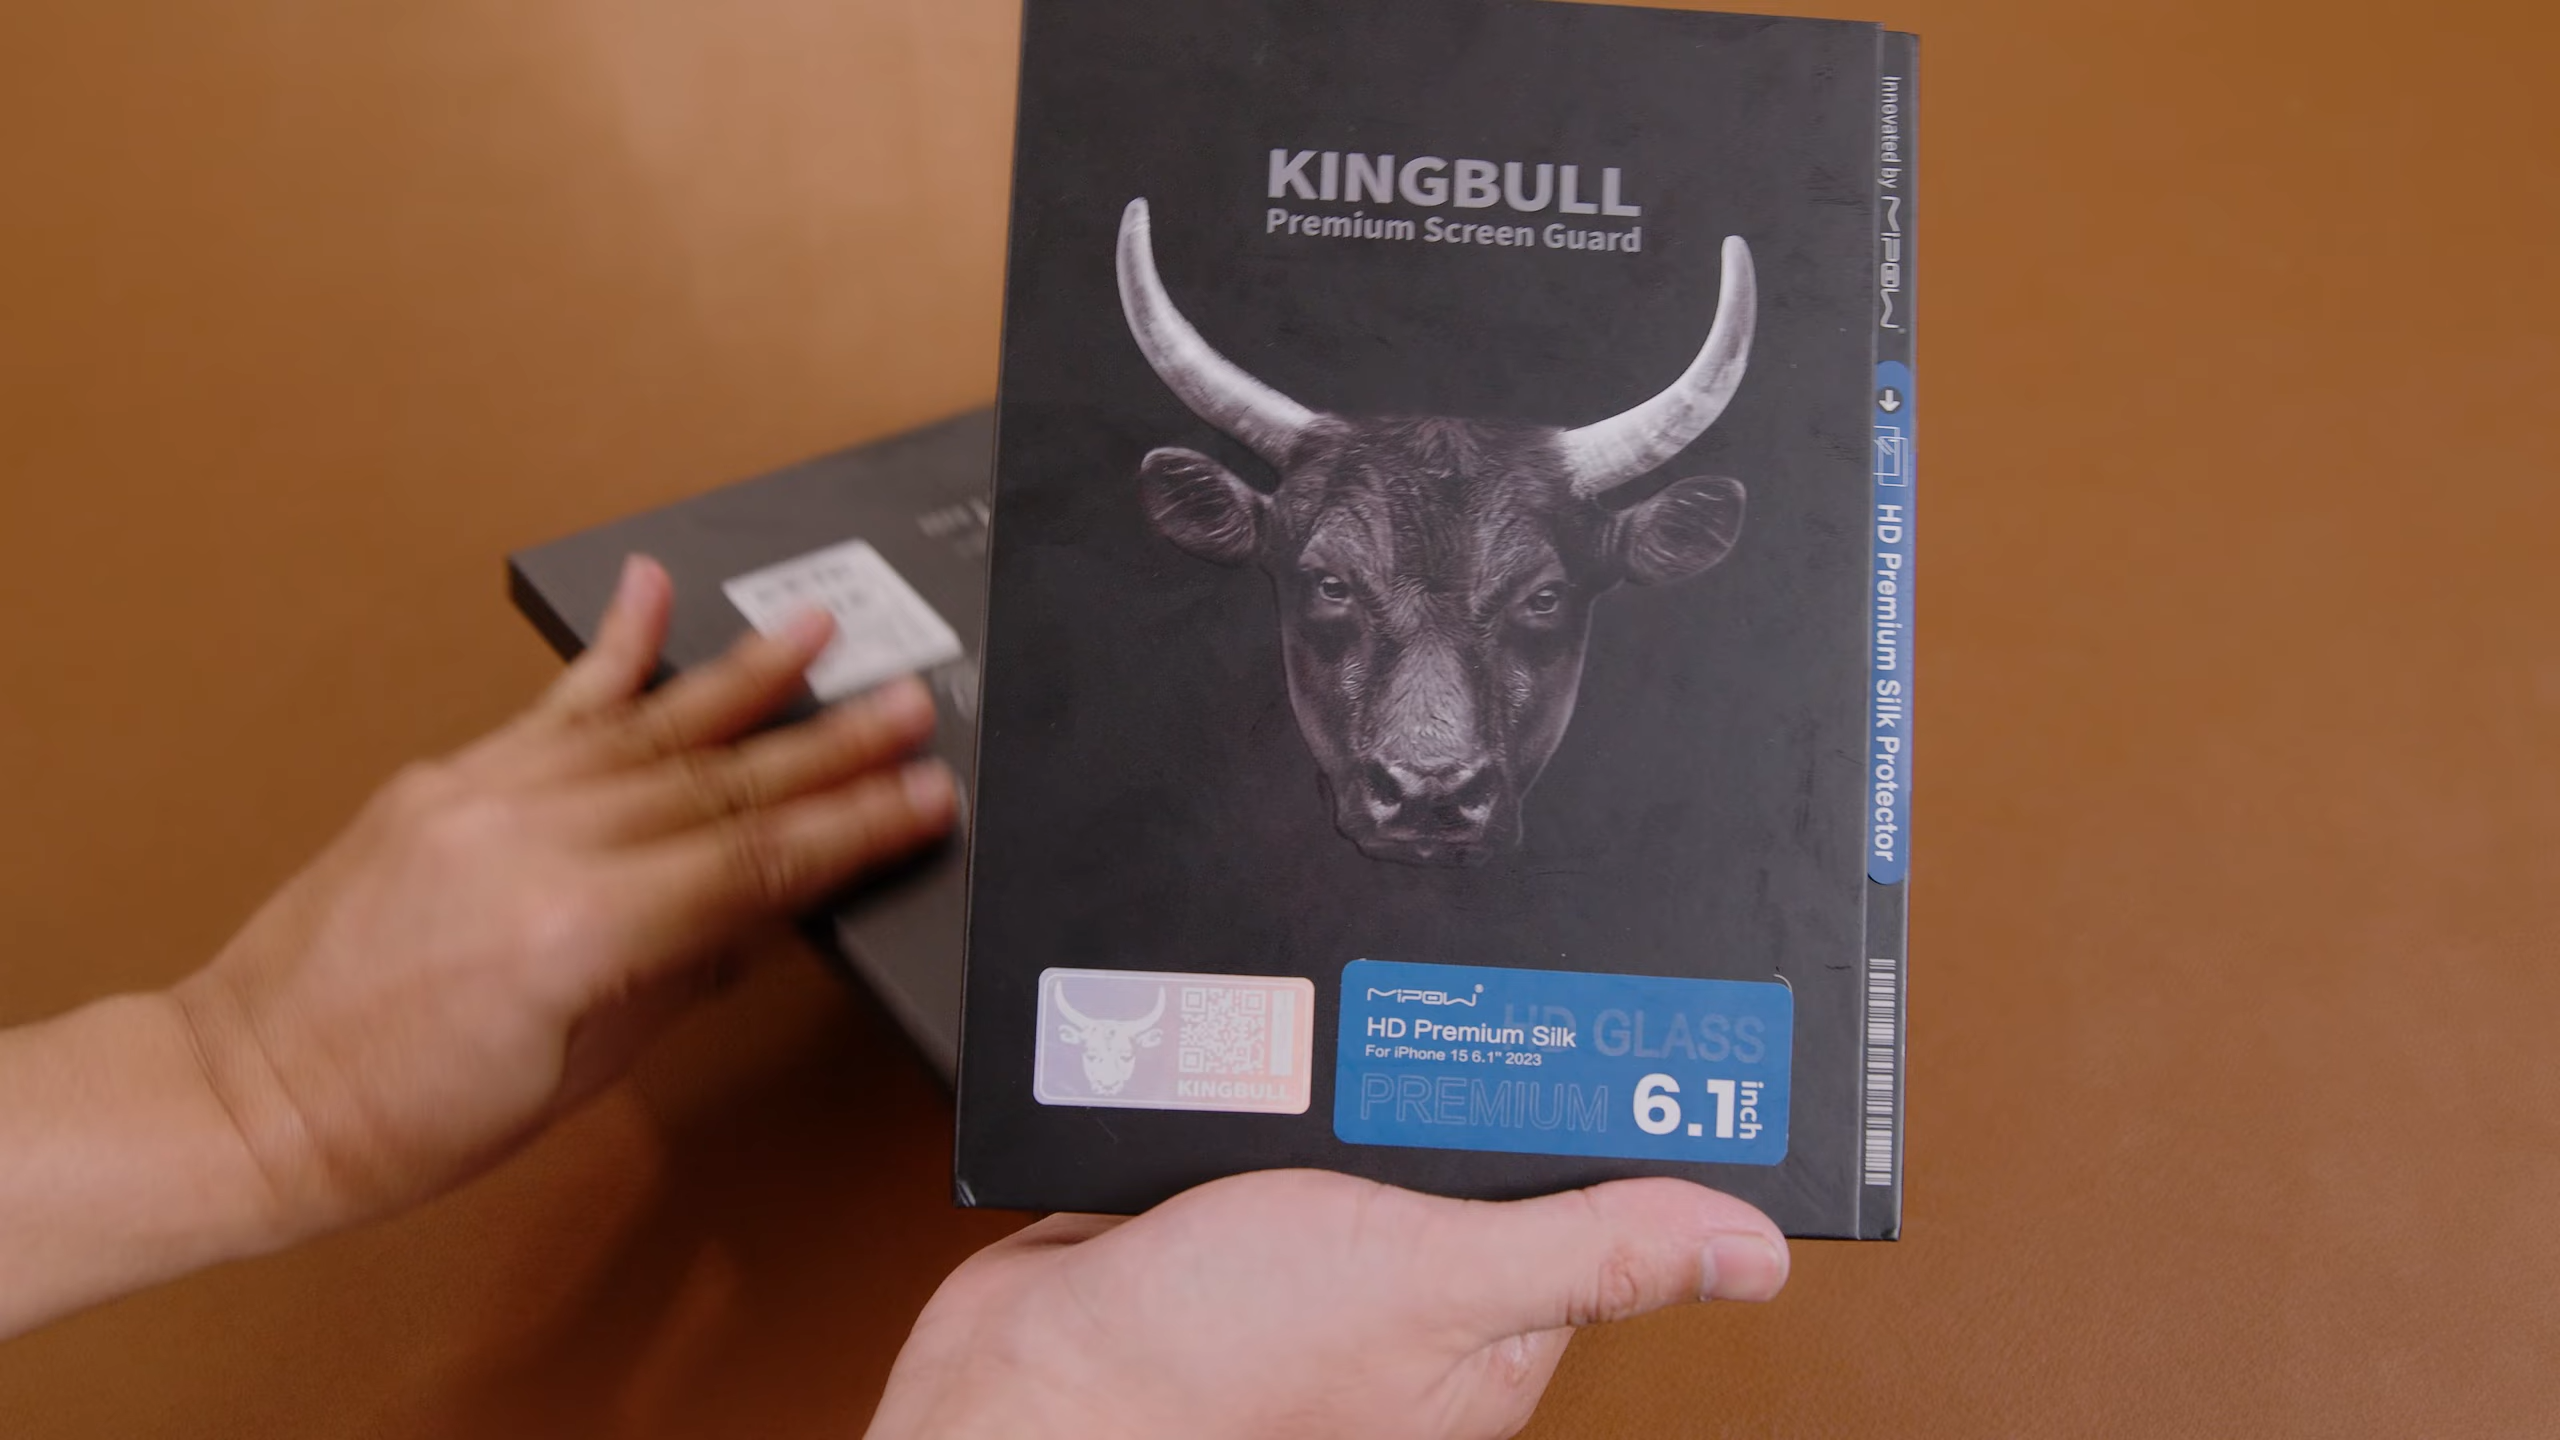 KINGBULL
Premium Screen Guard
KINGBULL
MIPOW®
HD Premium Silk
For iPhone 15 6.1" 2023
HD GLASS
PREMIUM
6.1 inch
Innovated by MIPOW®
HD Premium Silk Protector